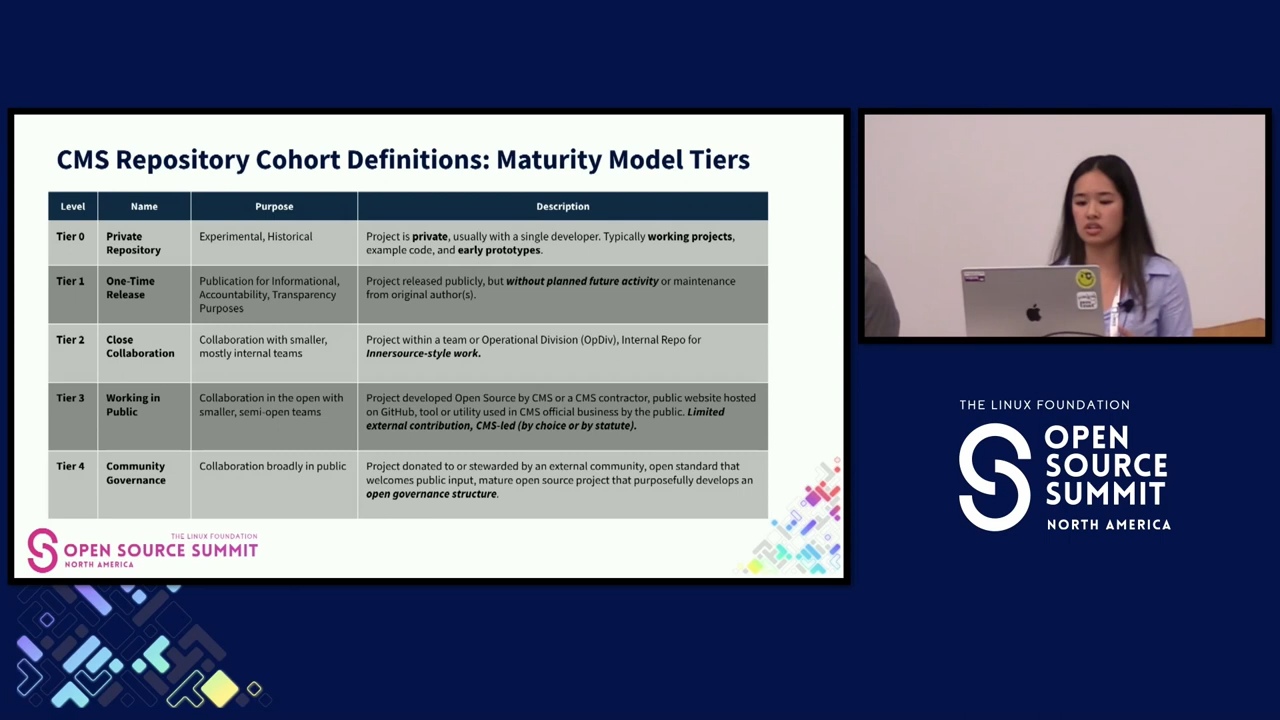 CMS Repository Cohort Definitions: Maturity Model Tiers
Level Name Purpose Description
Tier 0
Private
Repository
Experimental, Historical
Project is private, usually with a single developer. Typically working projects,
example code, and early prototypes.
Tier 1
One-Time
Release
Publication for Informational,
Accountability, Transparency
Purposes
Project released publicly, but without planned future activity or maintenance
from original author(s).
Tier 2
Close
Collaboration
Collaboration with smaller,
mostly internal teams
Project within a team or Operational Division (OpDiv), Internal Repo for
Innersource-style work.
Tier 3
Working in
Public
Collaboration in the open with
smaller, semi-open teams
Project developed Open Source by CMS or a CMS contractor, public website hosted
on GitHub, tool or utility used in CMS official business by the public. Limited
external contribution, CMS-led (by choice or by statute).
Tier 4
Community
Governance
Collaboration broadly in public
Project donated to or stewarded by an external community, open standard that
welcomes public input, mature open source project that purposefully develops an
open governance structure.
THE LINUX FOUNDATION
OPEN SOURCE SUMMIT
NORTH AMERICA
THE LINUX FOUNDATION
OPEN
SOURCE
SUMMIT
NORTH AMERICA